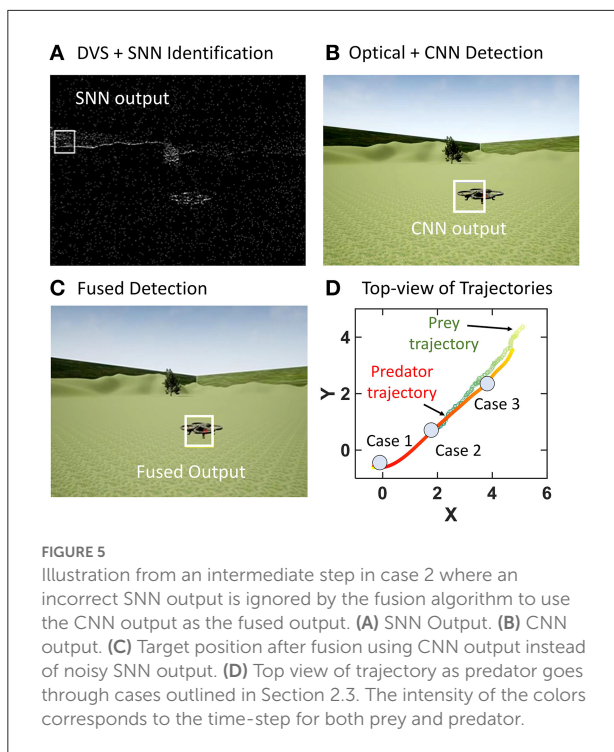 A DVS + SNN Identification
SNN output
B Optical + CNN Detection
CNN output
C Fused Detection
Fused Output
D Top-view of Trajectories
4
2
0
Y
Prey
trajectory
Predator
trajectory
Case 1
Case 2
Case 3
0 2 4 6
X
FIGURE 5
Illustration from an intermediate step in case 2 where an
incorrect SNN output is ignored by the fusion algorithm to use
the CNN output as the fused output. (A) SNN Output. (B) CNN
output. (C) Target position after fusion using CNN output instead
of noisy SNN output. (D) Top view of trajectory as predator goes
through cases outlined in Section 2.3. The intensity of the colors
corresponds to the time-step for both prey and predator.